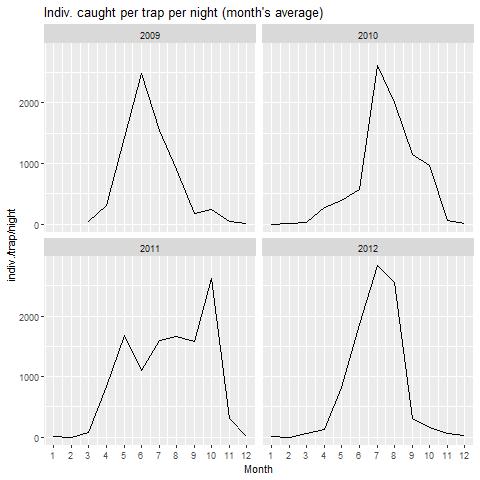 Indiv. caught per trap per night (month's average)
2009
2010
2000
1000
0
2011
2012
2000
1000
0
indiv./trap/night
1 2 3 4 5 6 7 8 9 10 11 12
1 2 3 4 5 6 7 8 9 10 11 12
Month